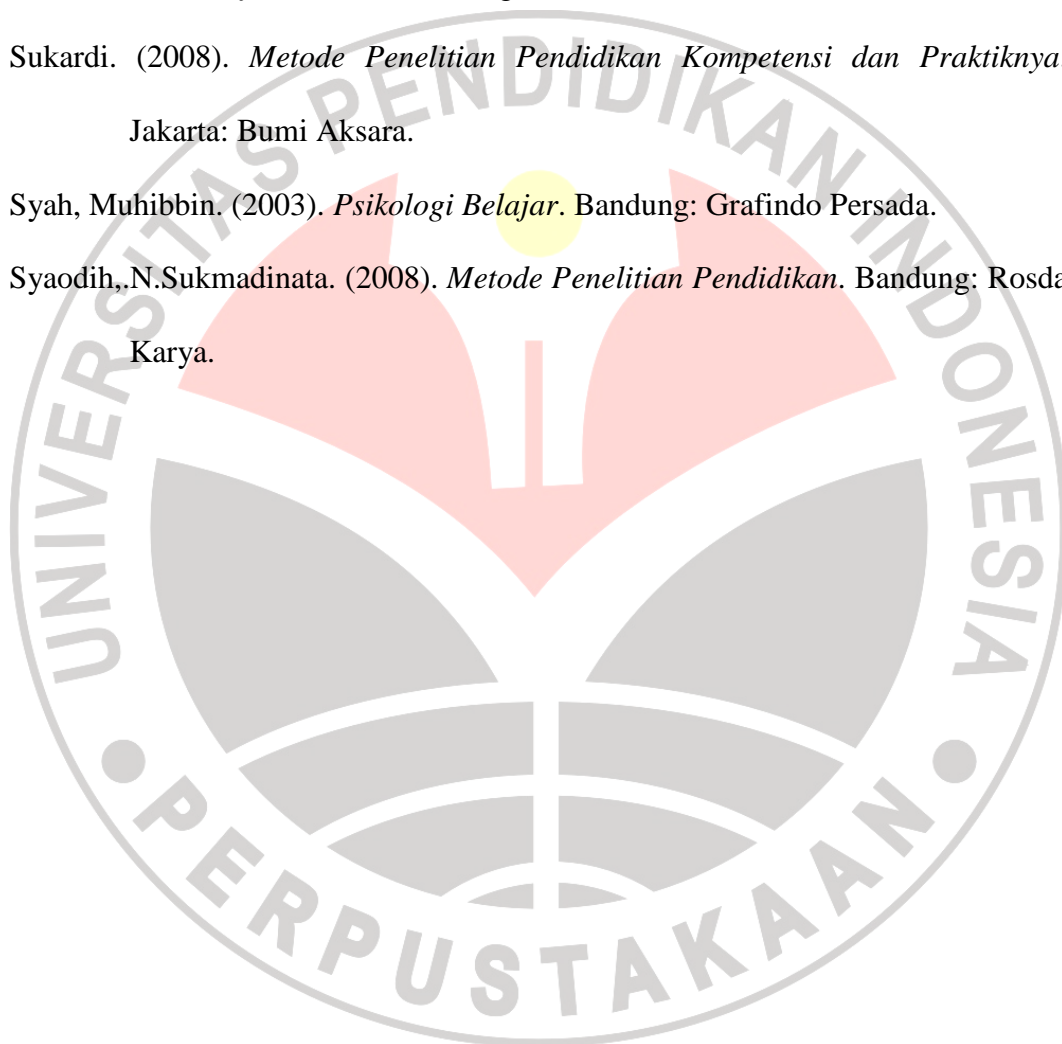 Sukardi. (2008). Metode Penelitian Pendidikan Kompetensi dan Praktiknya.
Jakarta: Bumi Aksara.
Syah, Muhibbin. (2003). Psikologi Belajar. Bandung: Grafindo Persada.
Syaodih,.N.Sukmadinata. (2008). Metode Penelitian Pendidikan. Bandung: Rosda
Karya.
UNIVERSITAS PENDIDIKAN INDONESIA
PERPUSTAKAAN